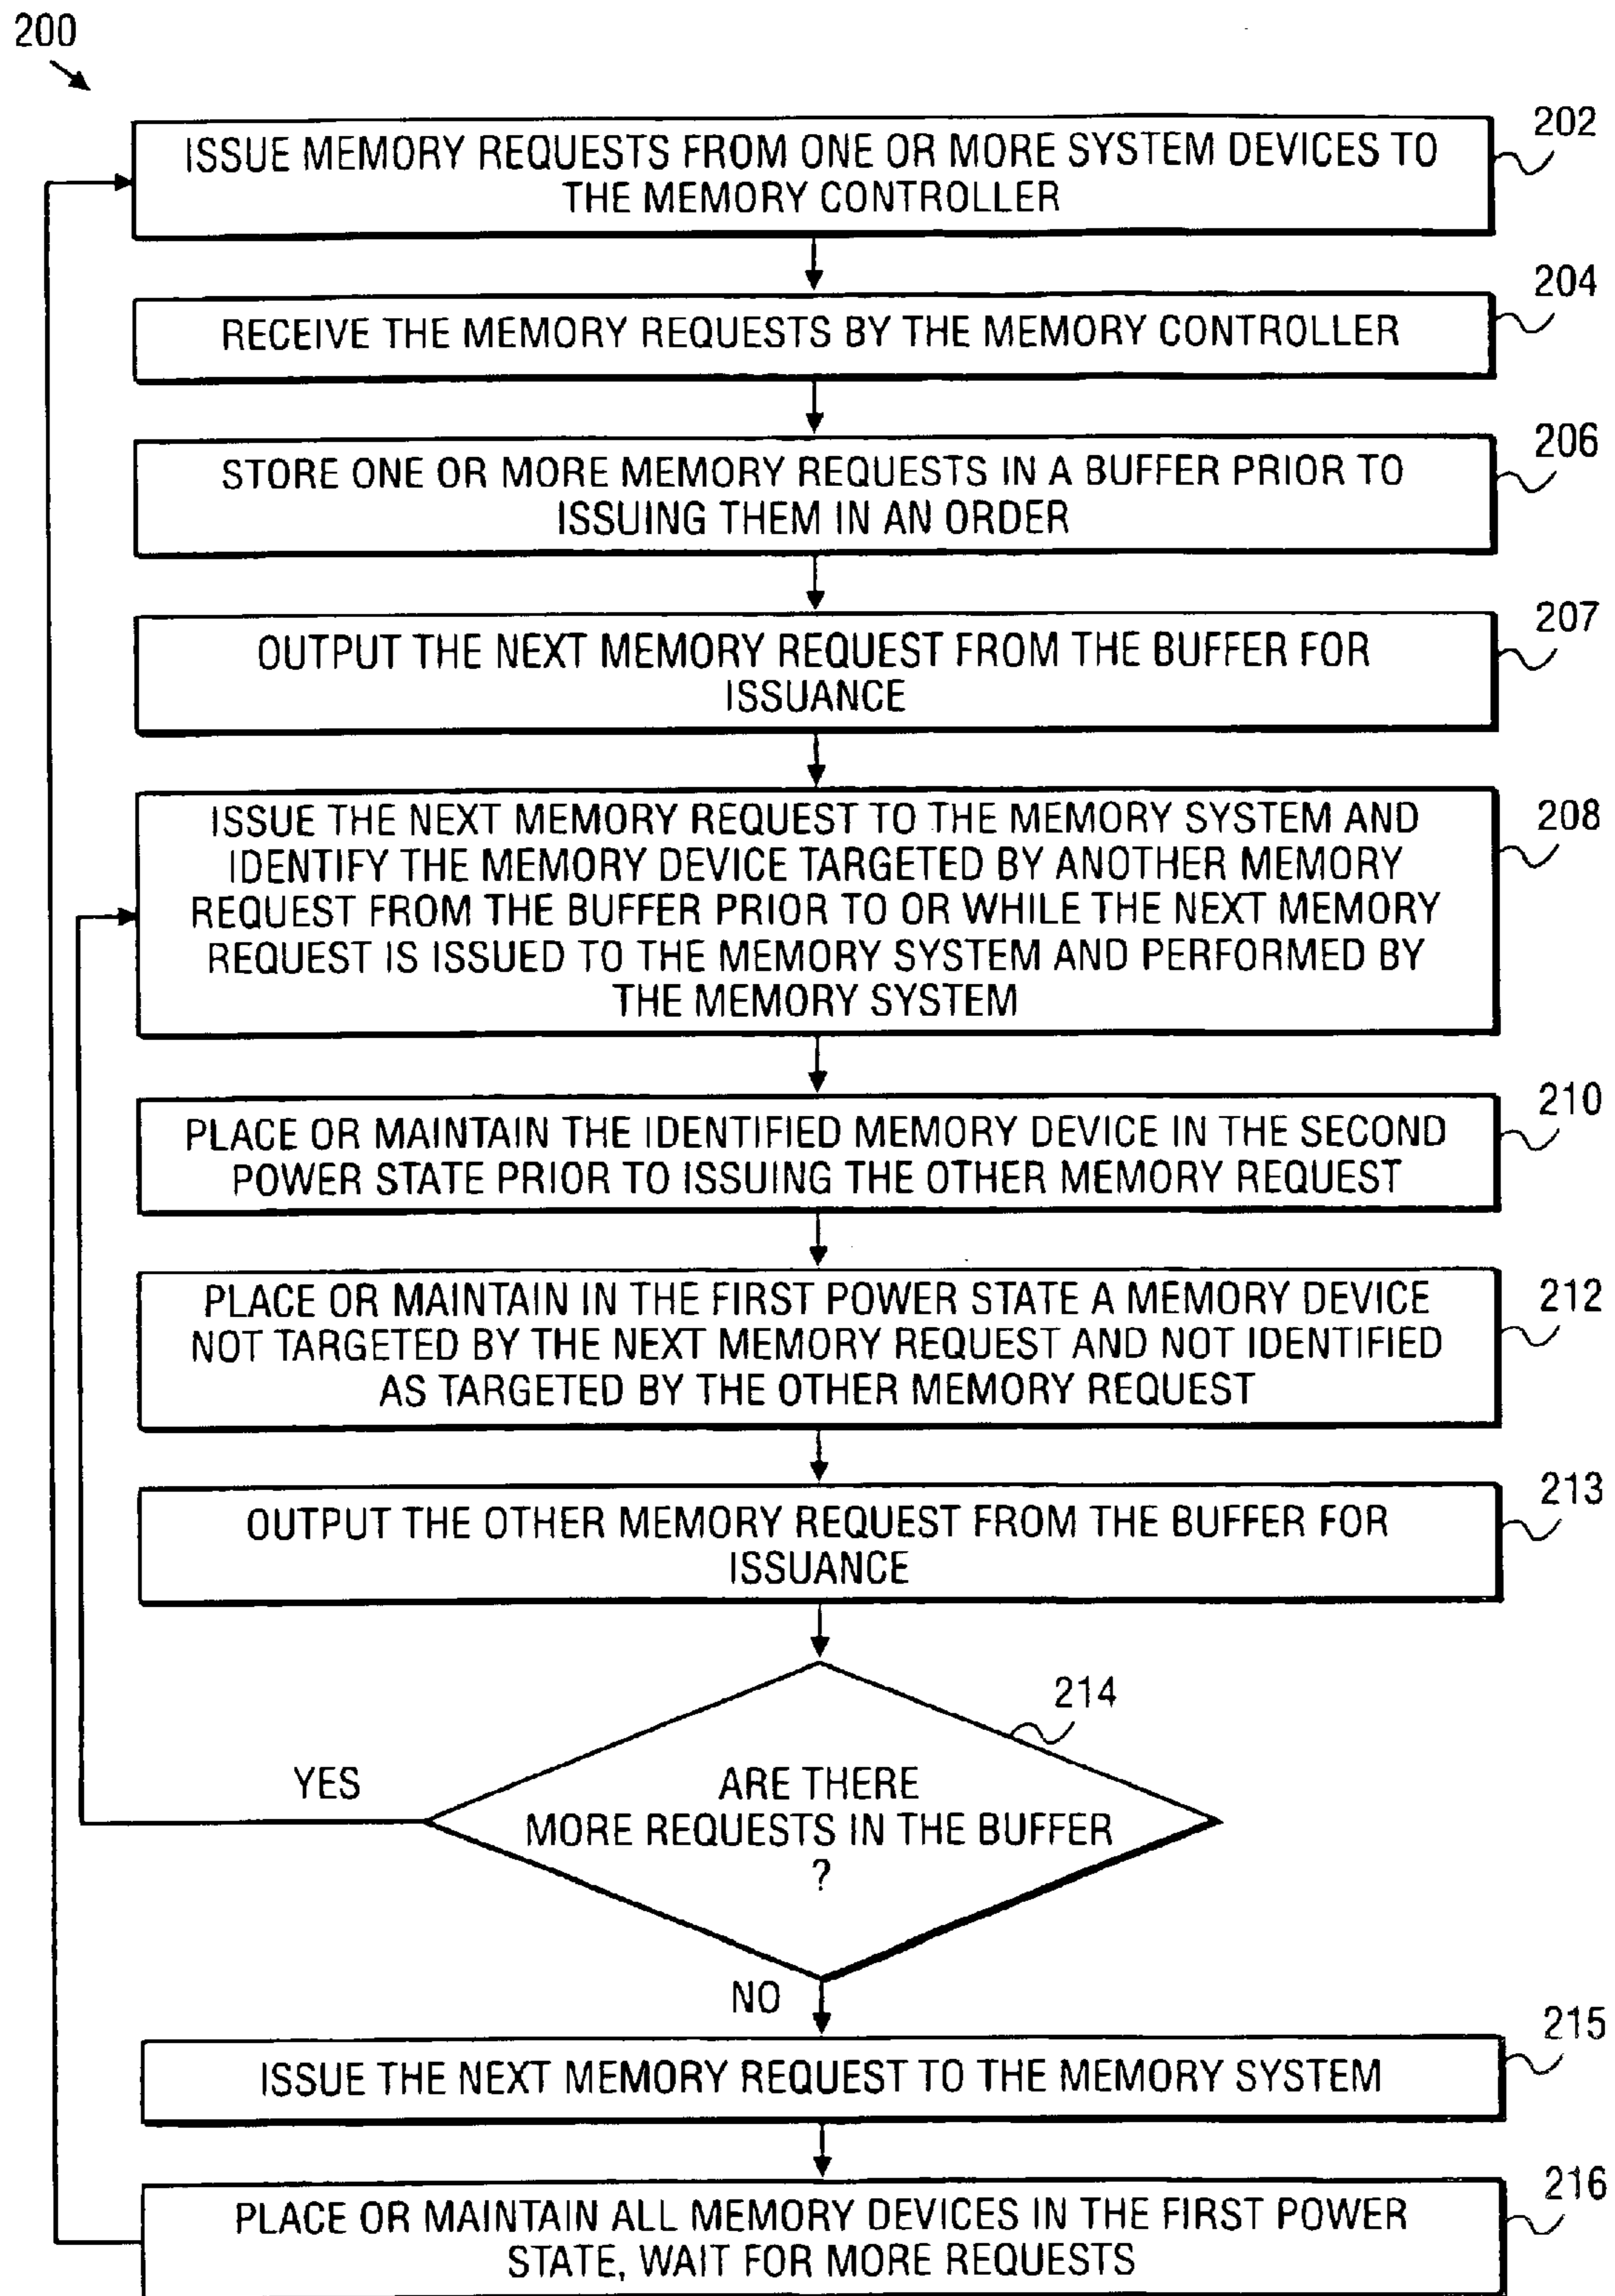 200
202
ISSUE MEMORY REQUESTS FROM ONE OR MORE SYSTEM DEVICES TO
THE MEMORY CONTROLLER
204
RECEIVE THE MEMORY REQUESTS BY THE MEMORY CONTROLLER
206
STORE ONE OR MORE MEMORY REQUESTS IN A BUFFER PRIOR TO
ISSUING THEM IN AN ORDER
207
OUTPUT THE NEXT MEMORY REQUEST FROM THE BUFFER FOR
ISSUANCE
208
ISSUE THE NEXT MEMORY REQUEST TO THE MEMORY SYSTEM AND
IDENTIFY THE MEMORY DEVICE TARGETED BY ANOTHER MEMORY
REQUEST FROM THE BUFFER PRIOR TO OR WHILE THE NEXT MEMORY
REQUEST IS ISSUED TO THE MEMORY SYSTEM AND PERFORMED BY
THE MEMORY SYSTEM
210
PLACE OR MAINTAIN THE IDENTIFIED MEMORY DEVICE IN THE SECOND
POWER STATE PRIOR TO ISSUING THE OTHER MEMORY REQUEST
212
PLACE OR MAINTAIN IN THE FIRST POWER STATE A MEMORY DEVICE
NOT TARGETED BY THE NEXT MEMORY REQUEST AND NOT IDENTIFIED
AS TARGETED BY THE OTHER MEMORY REQUEST
213
OUTPUT THE OTHER MEMORY REQUEST FROM THE BUFFER FOR
ISSUANCE
214
YES
ARE THERE
MORE REQUESTS IN THE BUFFER
?
NO
215
ISSUE THE NEXT MEMORY REQUEST TO THE MEMORY SYSTEM
216
PLACE OR MAINTAIN ALL MEMORY DEVICES IN THE FIRST POWER
STATE, WAIT FOR MORE REQUESTS